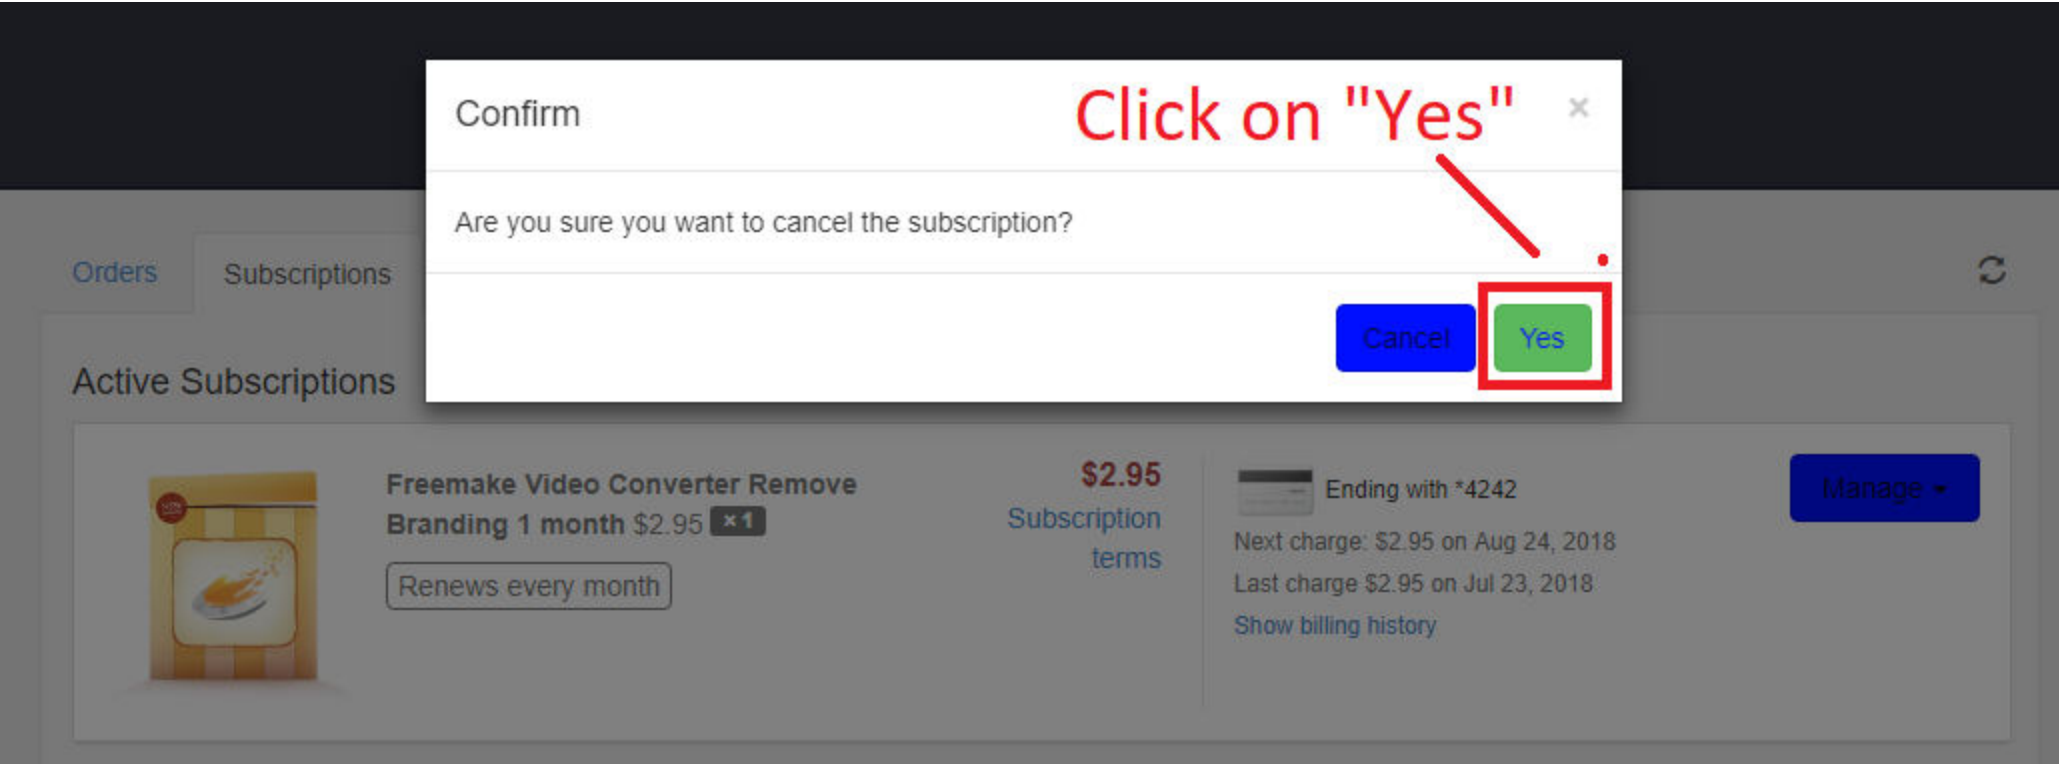 Confirm
Click on "Yes"
×
Are you sure you want to cancel the subscription?
Cancel
Yes
Orders
Subscriptions
Active Subscriptions
Freemake Video Converter Remove
Branding 1 month $2.95 × 1
Renews every month
$2.95
Subscription
terms
Ending with *4242
Next charge: $2.95 on Aug 24, 2018
Last charge $2.95 on Jul 23, 2018
Show billing history
Manage